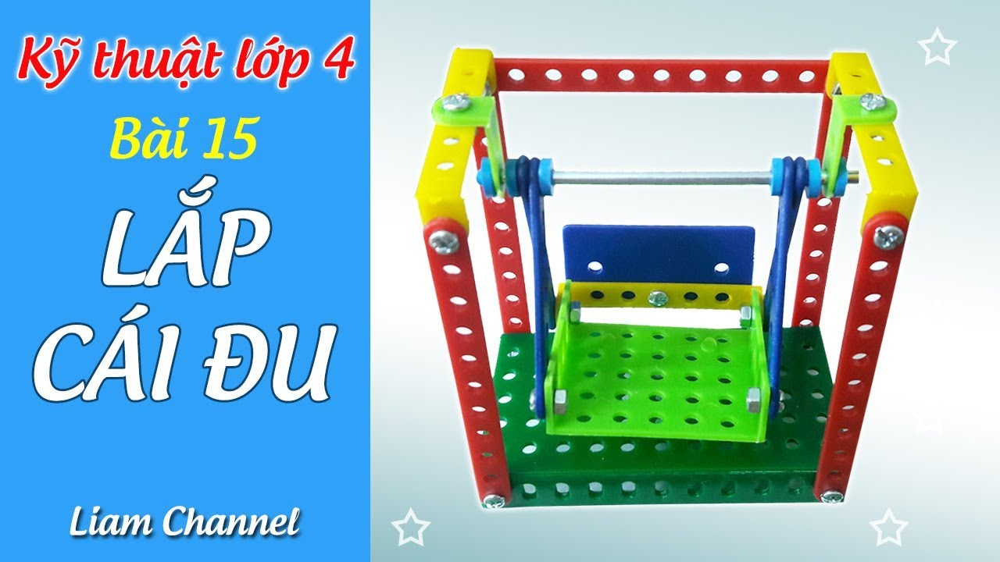 Kỹ thuật lớp 4
Bài 15
LẮP
CÁI ĐU
Liam Channel